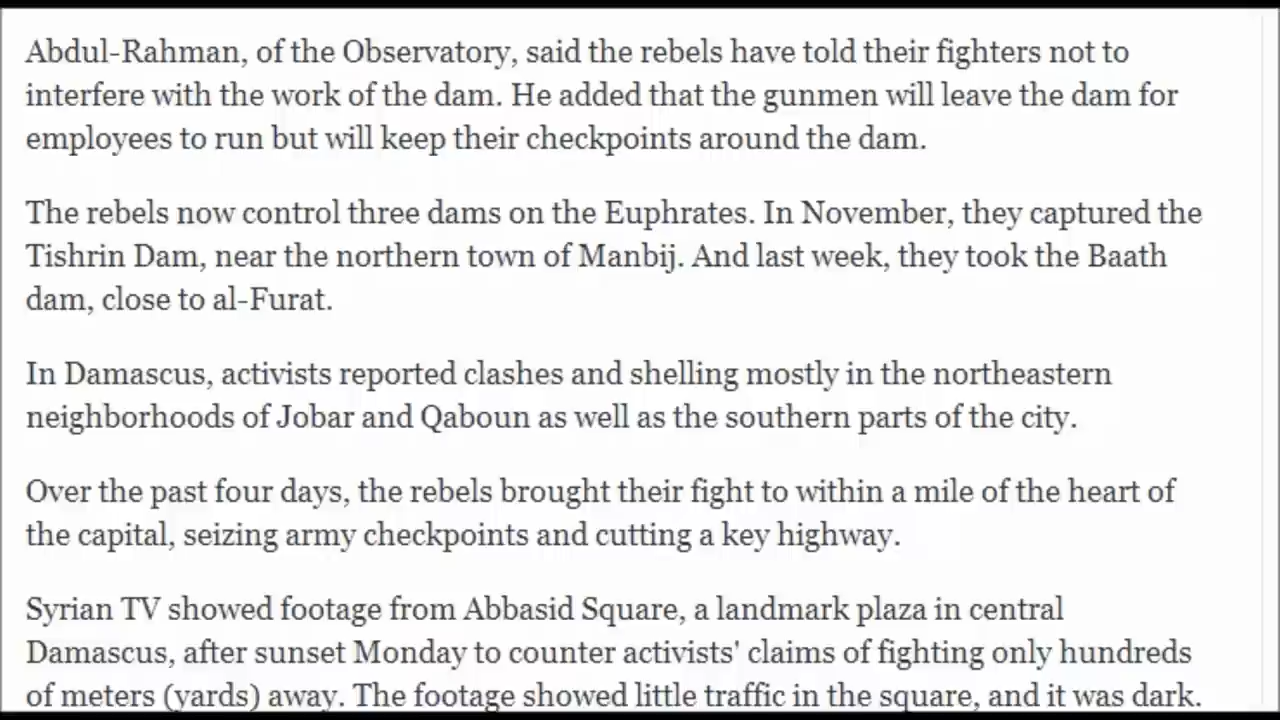 Abdul-Rahman, of the Observatory, said the rebels have told their fighters not to
interfere with the work of the dam. He added that the gunmen will leave the dam for
employees to run but will keep their checkpoints around the dam.
The rebels now control three dams on the Euphrates. In November, they captured the
Tishrin Dam, near the northern town of Manbij. And last week, they took the Baath
dam, close to al-Furat.
In Damascus, activists reported clashes and shelling mostly in the northeastern
neighborhoods of Jobar and Qaboun as well as the southern parts of the city.
Over the past four days, the rebels brought their fight to within a mile of the heart of
the capital, seizing army checkpoints and cutting a key highway.
Syrian TV showed footage from Abbasid Square, a landmark plaza in central
Damascus, after sunset Monday to counter activists' claims of fighting only hundreds
of meters (yards) away. The footage showed little traffic in the square, and it was dark.